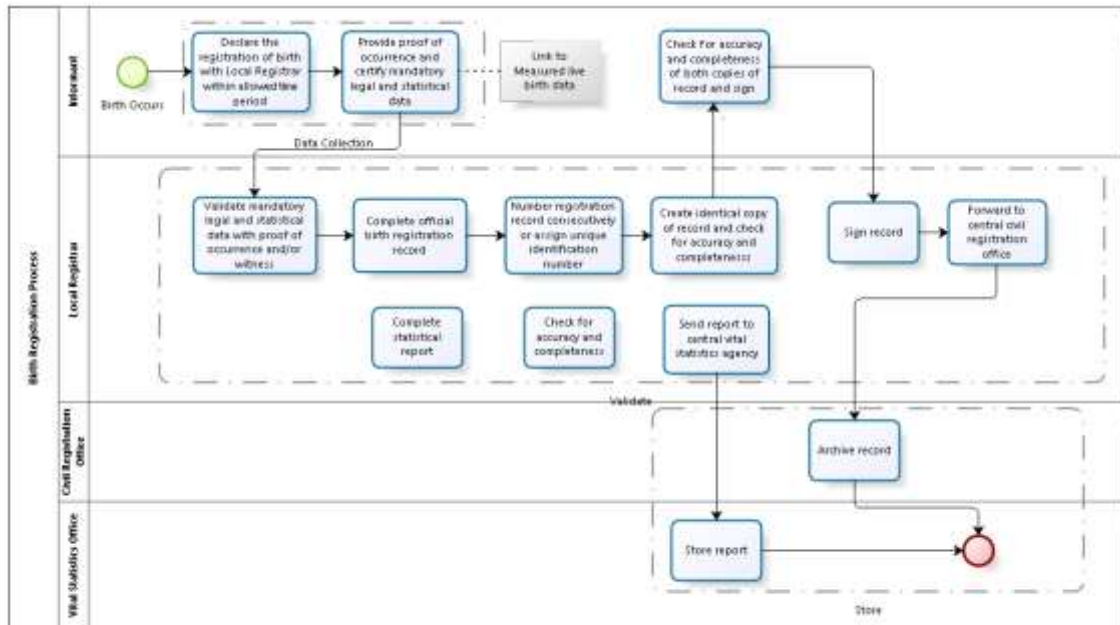 Birth Registration Process
Informant
Birth Occurs
Declare the
registration of birth
with Local Registrar
within allowed time
period
Provide proof of
occurrence and
certify mandatory
legal and statistical
data
Link to
Measured live
birth data
Check for accuracy
and completeness
of both copies of
record and sign
Data Collection
Local Registrar
Validate mandatory
legal and statistical
data with proof of
occurrence and/or
witness
Complete official
birth registration
record
Number registration
record consecutively
or assign unique
identification
number
Create identical copy
of record and check
for accuracy and
completeness
Sign record
Forward to
central civil
registration
office
Complete
statistical
report
Check for
accuracy and
completeness
Send report to
central vital
statistics agency
Validate
Civil Registration
Office
Archive record
Vital Statistics Office
Store report
Store